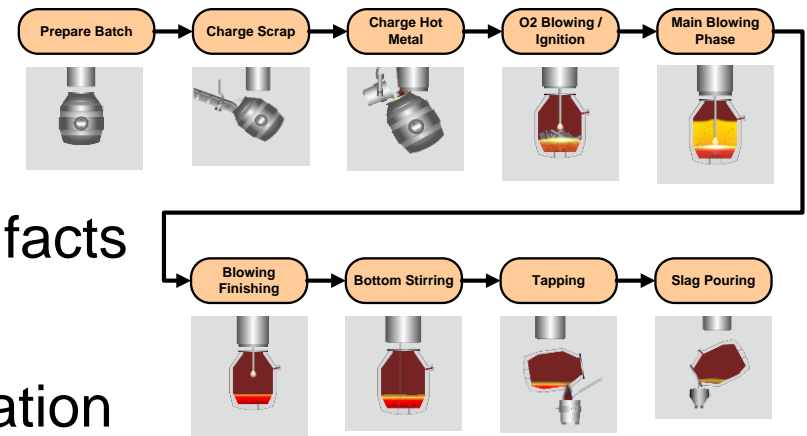 Prepare Batch
Charge Scrap
Charge Hot
Metal
O2 Blowing /
Ignition
Main Blowing
Phase
facts
Blowing
Finishing
Bottom Stirring
Tapping
Slag Pouring
ation